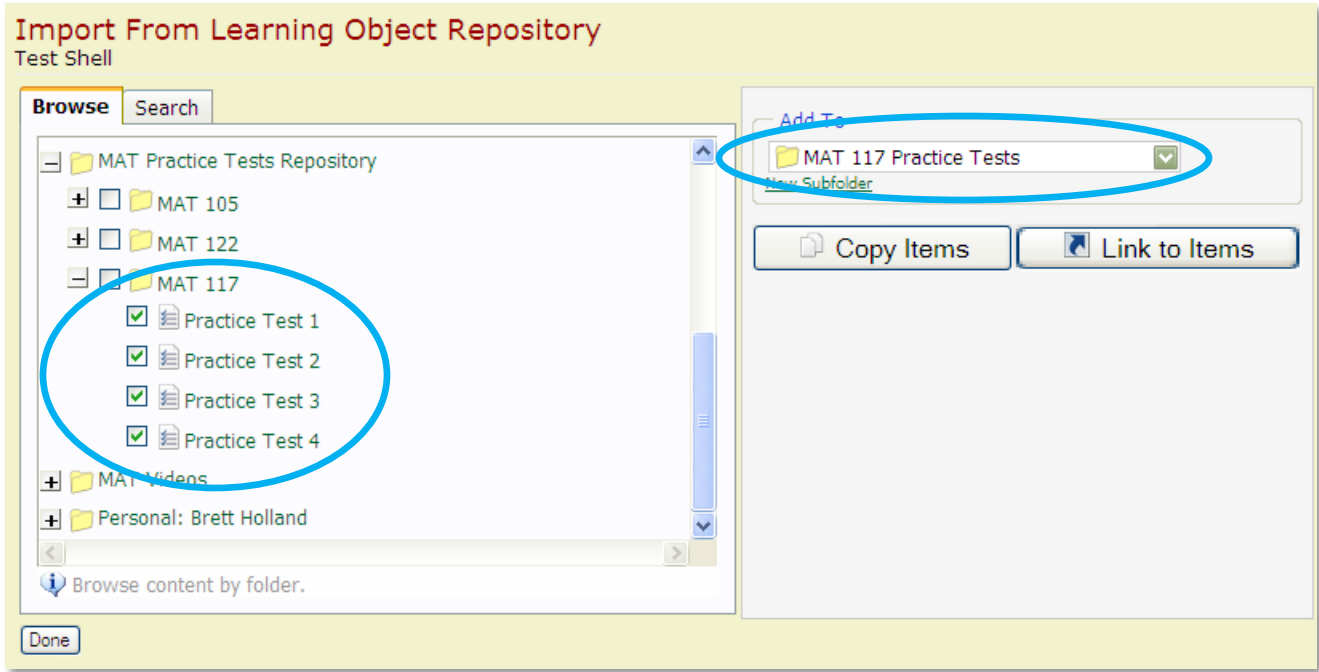 Import From Learning Object Repository
Test Shell
Browse
Search
MAT Practice Tests Repository
MAT 105
MAT 122
MAT 117
Practice Test 1
Practice Test 2
Practice Test 3
Practice Test 4
MAT Videos
Personal: Brett Holland
Browse content by folder.
Done
Add To
MAT 117 Practice Tests
New Subfolder
Copy Items
Link to Items